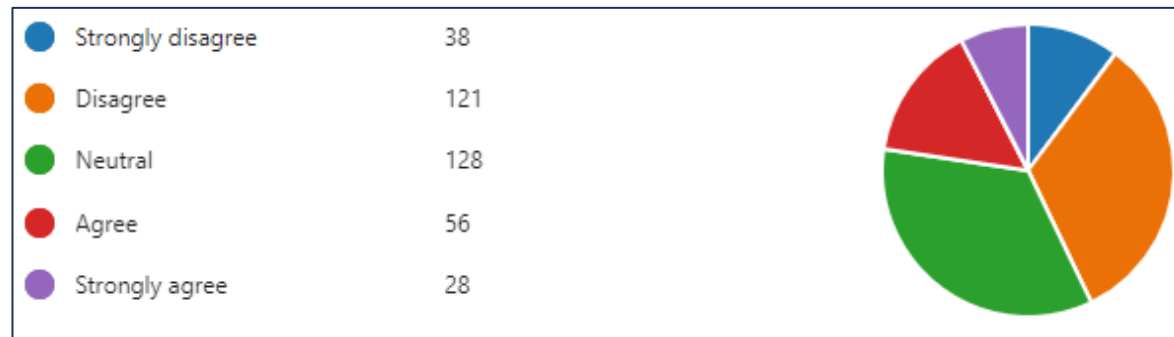 Strongly disagree 38
Disagree 121
Neutral 128
Agree 56
Strongly agree 28